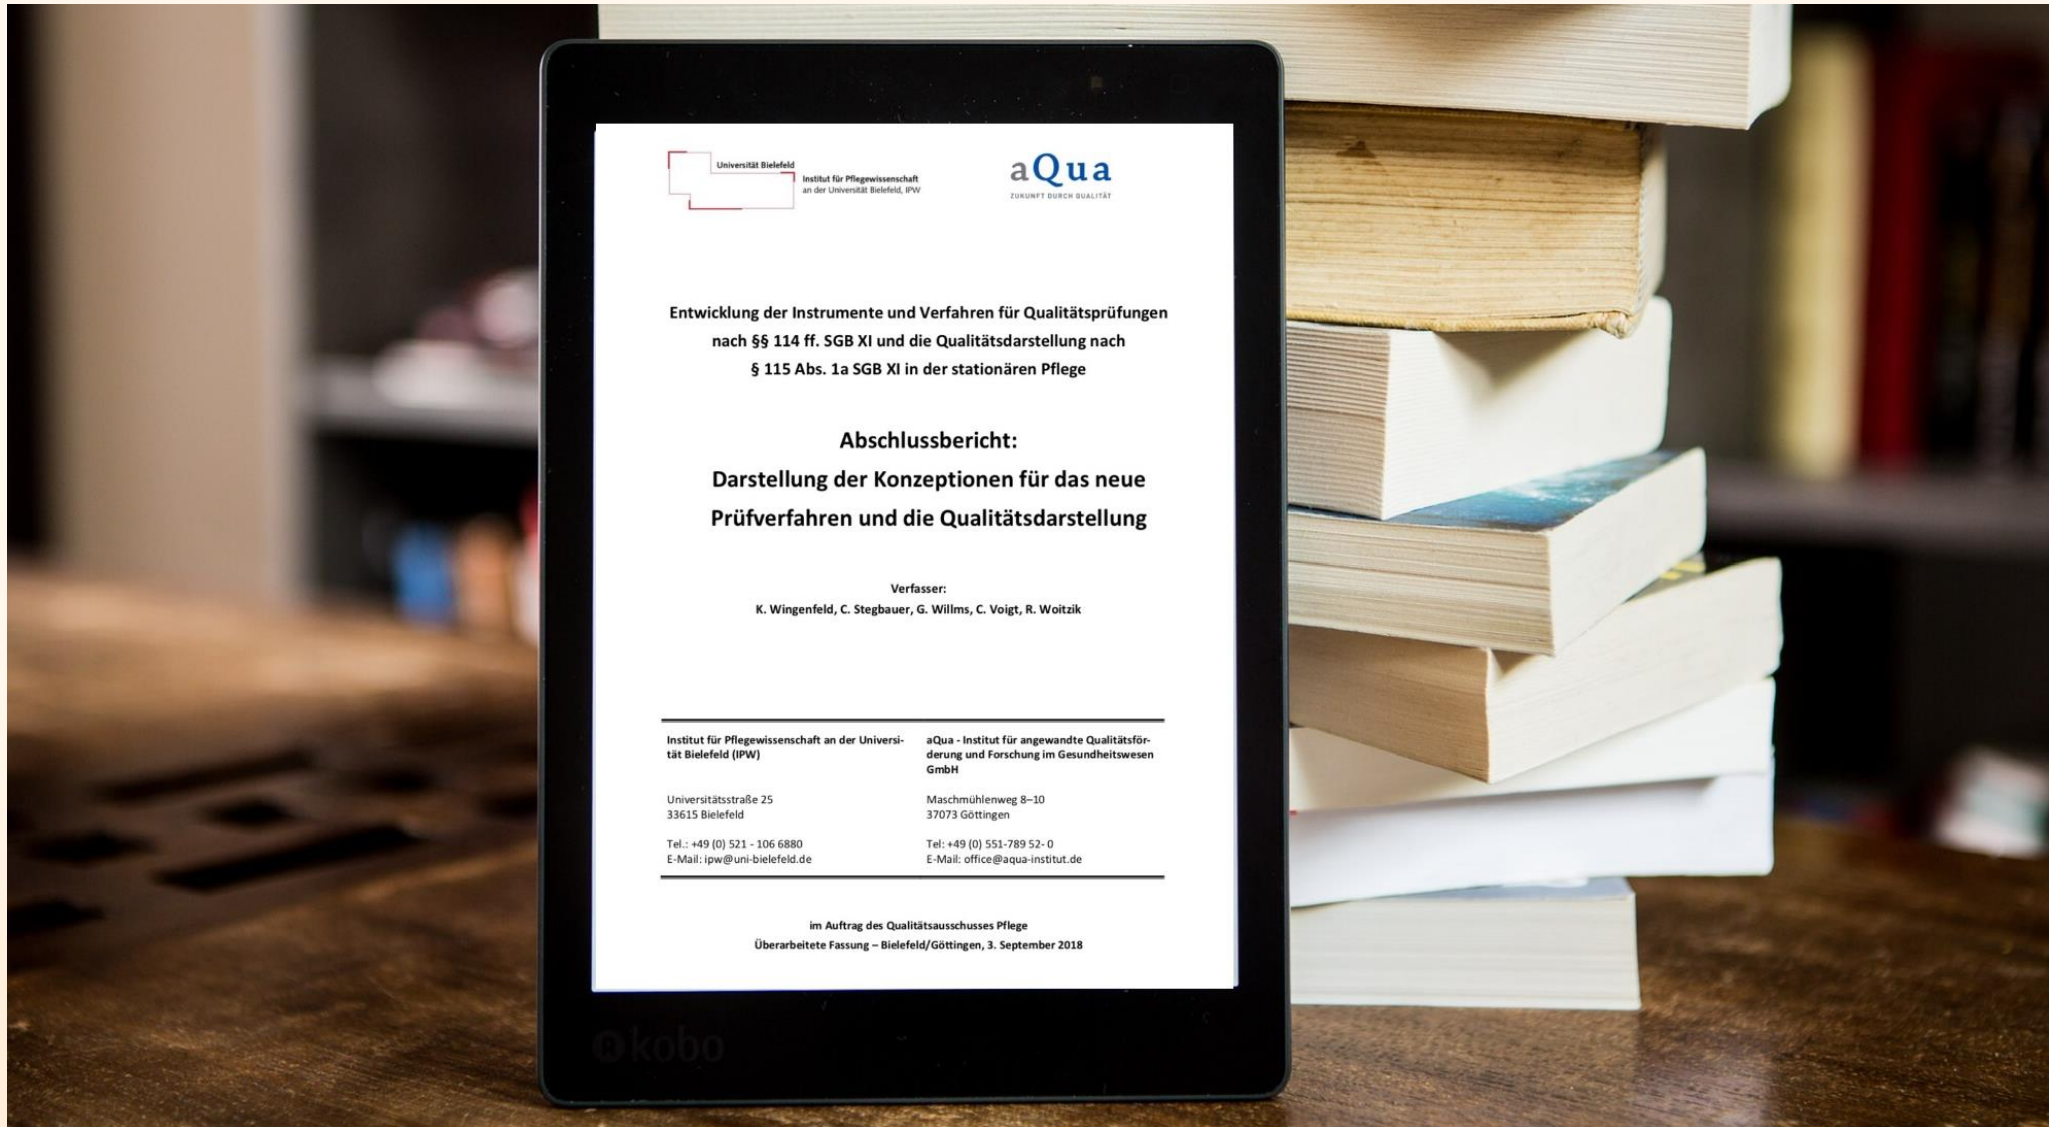 Universität Bielefeld
Institut für Pflegewissenschaft
an der Universität Bielefeld, IPW
aQua
ZUKUNFT DURCH QUALITÄT
Entwicklung der Instrumente und Verfahren für Qualitätsprüfungen
nach §§ 114 ff. SGB XI und die Qualitätsdarstellung nach
§ 115 Abs. 1a SGB XI in der stationären Pflege
Abschlussbericht:
Darstellung der Konzeptionen für das neue
Prüfverfahren und die Qualitätsdarstellung
Verfasser:
K. Wingenfeld, C. Stegbauer, G. Willms, C. Voigt, R. Woitzik
Institut für Pflegewissenschaft an der Universi-
tät Bielefeld (IPW)
Universitätsstraße 25
33615 Bielefeld
Tel.: +49 (0) 521 - 106 6880
E-Mail: ipw@uni-bielefeld.de
aQua - Institut für angewandte Qualitätsför-
derung und Forschung im Gesundheitswesen
GmbH
Maschmühlenweg 8–10
37073 Göttingen
Tel: +49 (0) 551-789 52- 0
E-Mail: office@aqua-institut.de
im Auftrag des Qualitätsausschusses Pflege
Überarbeitete Fassung – Bielefeld/Göttingen, 3. September 2018
kobo